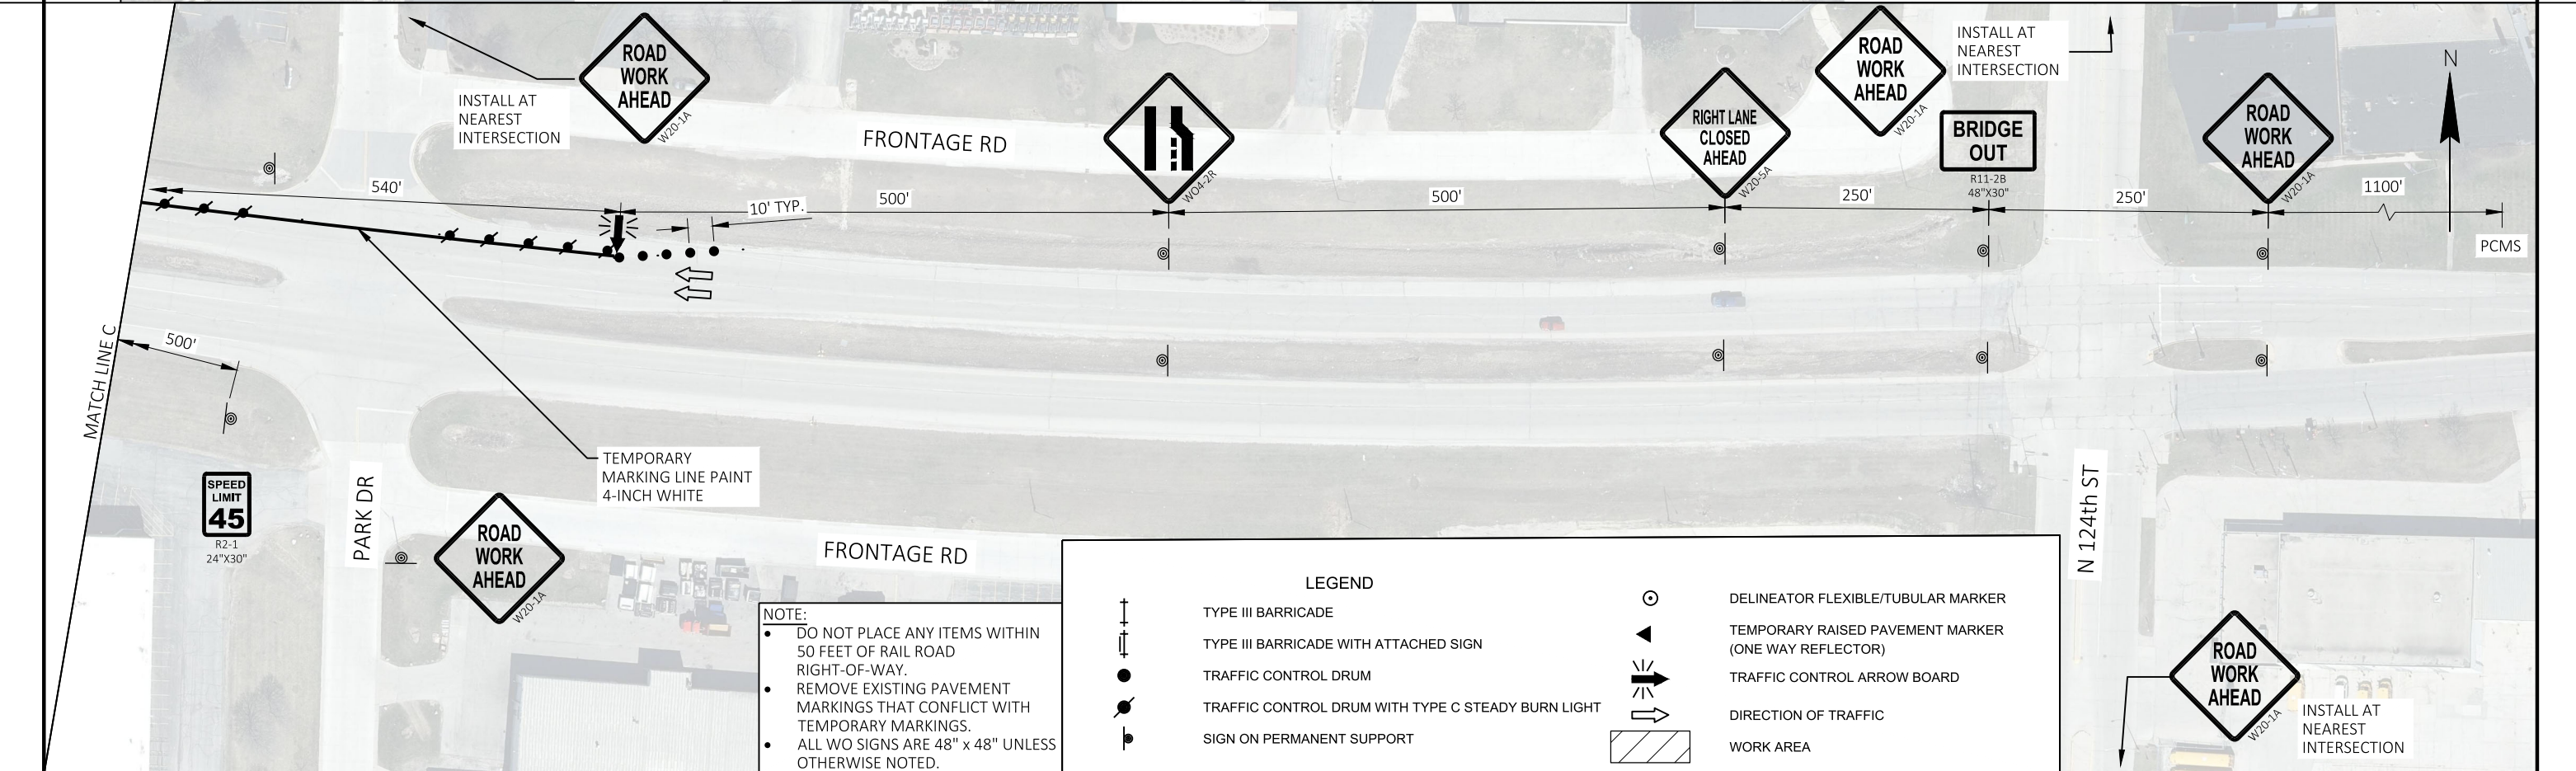 ROAD
WORK
AHEAD
W20-1A
INSTALL AT
NEAREST
INTERSECTION
FRONTAGE RD
WO4-2R
RIGHT LANE
CLOSED
AHEAD
W20-5A
ROAD
WORK
AHEAD
W20-1A
INSTALL AT
NEAREST
INTERSECTION
BRIDGE
OUT
R11-2B
48"X30"
ROAD
WORK
AHEAD
W20-1A
N
540'
500'
10' TYP.
500'
250'
250'
1100'
PCMS
MATCH LINE C
500'
TEMPORARY
MARKING LINE PAINT
4-INCH WHITE
SPEED
LIMIT
45
R2-1
24"X30"
PARK DR
ROAD
WORK
AHEAD
W20-1A
FRONTAGE RD
N 124th ST
NOTE:
• DO NOT PLACE ANY ITEMS WITHIN
50 FEET OF RAIL ROAD
RIGHT-OF-WAY.
• REMOVE EXISTING PAVEMENT
MARKINGS THAT CONFLICT WITH
TEMPORARY MARKINGS.
• ALL WO SIGNS ARE 48" x 48" UNLESS
OTHERWISE NOTED.
LEGEND
TYPE III BARRICADE
TYPE III BARRICADE WITH ATTACHED SIGN
TRAFFIC CONTROL DRUM
TRAFFIC CONTROL DRUM WITH TYPE C STEADY BURN LIGHT
SIGN ON PERMANENT SUPPORT
DELINEATOR FLEXIBLE/TUBULAR MARKER
TEMPORARY RAISED PAVEMENT MARKER
(ONE WAY REFLECTOR)
TRAFFIC CONTROL ARROW BOARD
DIRECTION OF TRAFFIC
WORK AREA
ROAD
WORK
AHEAD
W20-1A
INSTALL AT
NEAREST
INTERSECTION